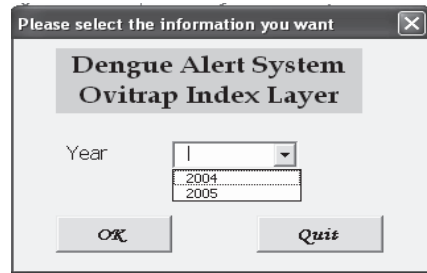 Please select the information you want
Dengue Alert System
Ovitrap Index Layer
Year
2004
2005
OK
Quit